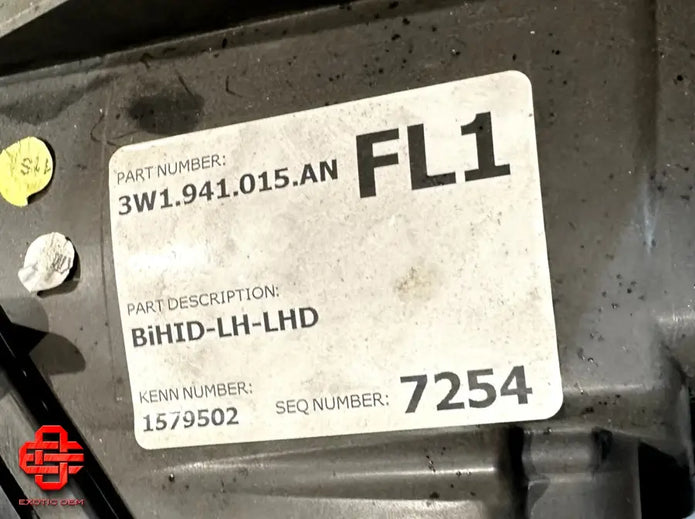 PART NUMBER:
3W1.941.015.AN
FL1
PART DESCRIPTION:
BiHID-LH-LHD
KENN NUMBER:
1579502
SEQ NUMBER: 7254
EXOTIC OEM